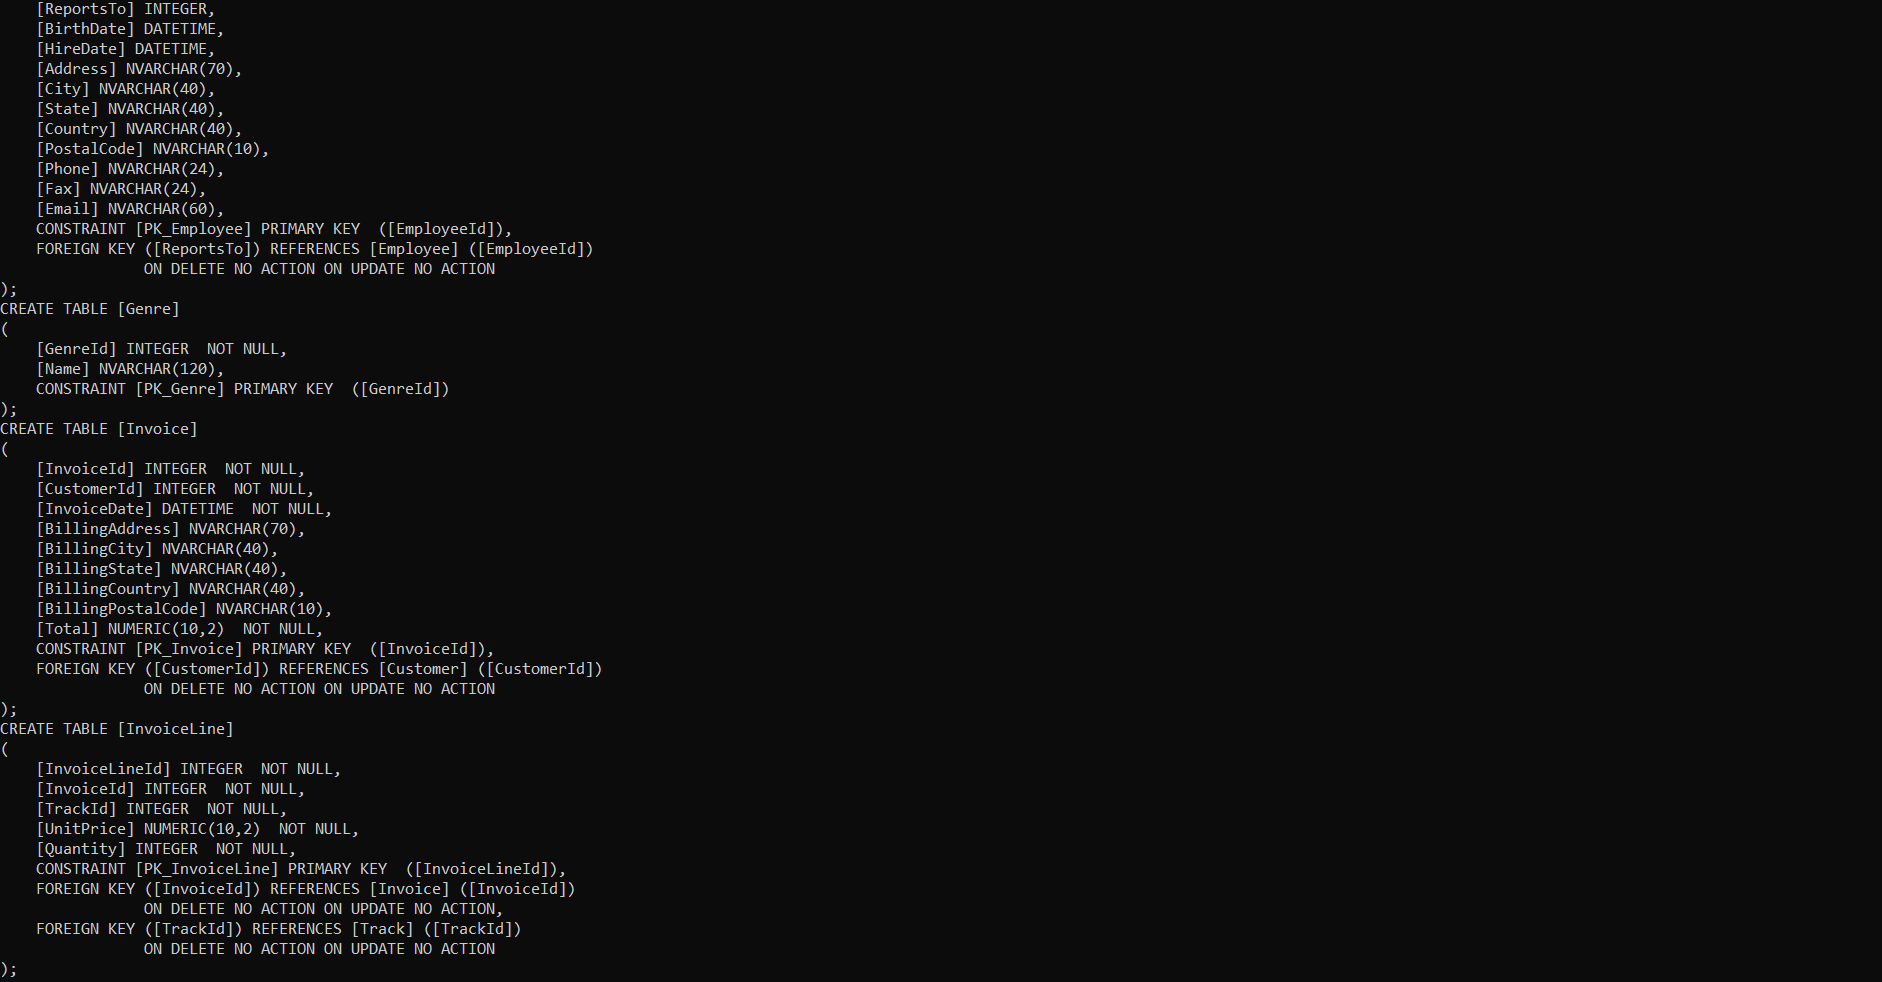 [ReportsTo] INTEGER,
    [BirthDate] DATETIME,
    [HireDate] DATETIME,
    [Address] NVARCHAR(70),
    [City] NVARCHAR(40),
    [State] NVARCHAR(40),
    [Country] NVARCHAR(40),
    [PostalCode] NVARCHAR(10),
    [Phone] NVARCHAR(24),
    [Fax] NVARCHAR(24),
    [Email] NVARCHAR(60),
    CONSTRAINT [PK_Employee] PRIMARY KEY  ([EmployeeId]),
    FOREIGN KEY ([ReportsTo]) REFERENCES [Employee] ([EmployeeId])
                ON DELETE NO ACTION ON UPDATE NO ACTION
);
CREATE TABLE [Genre]
(
    [GenreId] INTEGER  NOT NULL,
    [Name] NVARCHAR(120),
    CONSTRAINT [PK_Genre] PRIMARY KEY  ([GenreId])
);
CREATE TABLE [Invoice]
(
    [InvoiceId] INTEGER  NOT NULL,
    [CustomerId] INTEGER  NOT NULL,
    [InvoiceDate] DATETIME  NOT NULL,
    [BillingAddress] NVARCHAR(70),
    [BillingCity] NVARCHAR(40),
    [BillingState] NVARCHAR(40),
    [BillingCountry] NVARCHAR(40),
    [BillingPostalCode] NVARCHAR(10),
    [Total] NUMERIC(10,2)  NOT NULL,
    CONSTRAINT [PK_Invoice] PRIMARY KEY  ([InvoiceId]),
    FOREIGN KEY ([CustomerId]) REFERENCES [Customer] ([CustomerId])
                ON DELETE NO ACTION ON UPDATE NO ACTION
);
CREATE TABLE [InvoiceLine]
(
    [InvoiceLineId] INTEGER  NOT NULL,
    [InvoiceId] INTEGER  NOT NULL,
    [TrackId] INTEGER  NOT NULL,
    [UnitPrice] NUMERIC(10,2)  NOT NULL,
    [Quantity] INTEGER  NOT NULL,
    CONSTRAINT [PK_InvoiceLine] PRIMARY KEY  ([InvoiceLineId]),
    FOREIGN KEY ([InvoiceId]) REFERENCES [Invoice] ([InvoiceId])
                ON DELETE NO ACTION ON UPDATE NO ACTION,
    FOREIGN KEY ([TrackId]) REFERENCES [Track] ([TrackId])
                ON DELETE NO ACTION ON UPDATE NO ACTION
);